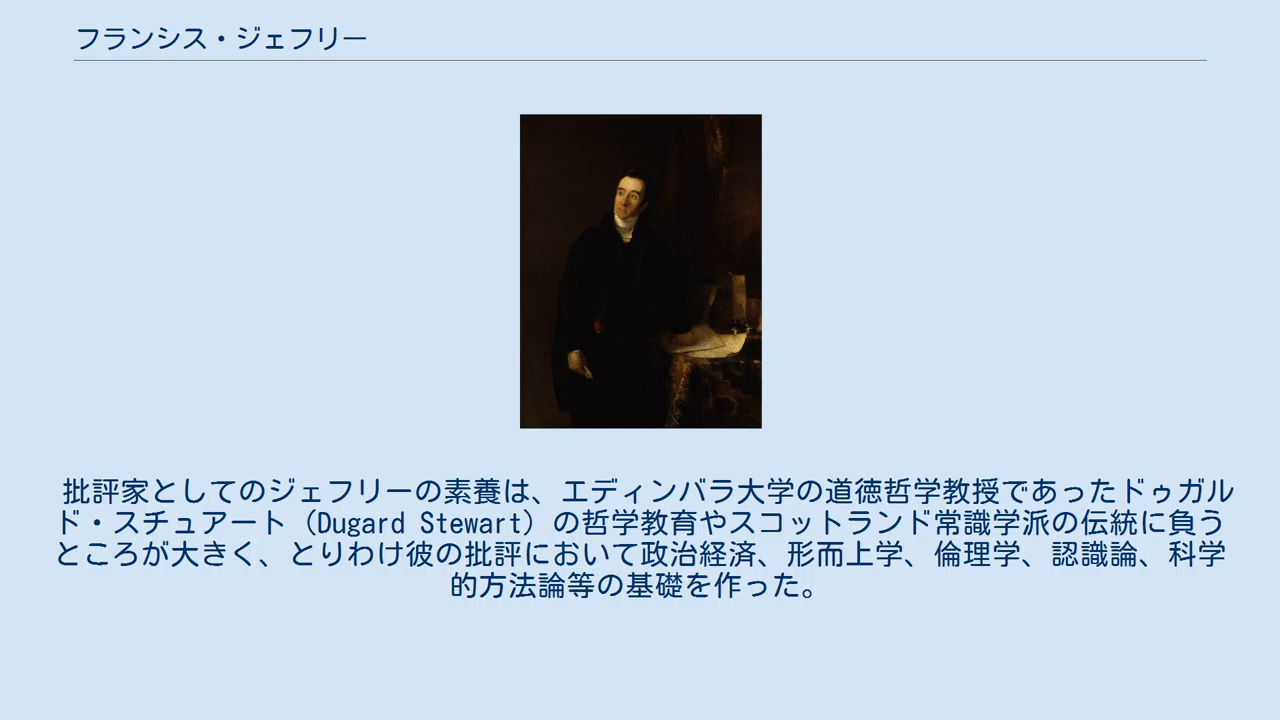 フランシス・ジェフリー
批評家としてのジェフリーの素養は、エディンバラ大学の道徳哲学教授であったドゥガル
ド・スチュアート（Dugard Stewart）の哲学教育やスコットランド常識学派の伝統に負う
ところが大きく、とりわけ彼の批評において政治経済、形而上学、倫理学、認識論、科学
的方法論等の基礎を作った。